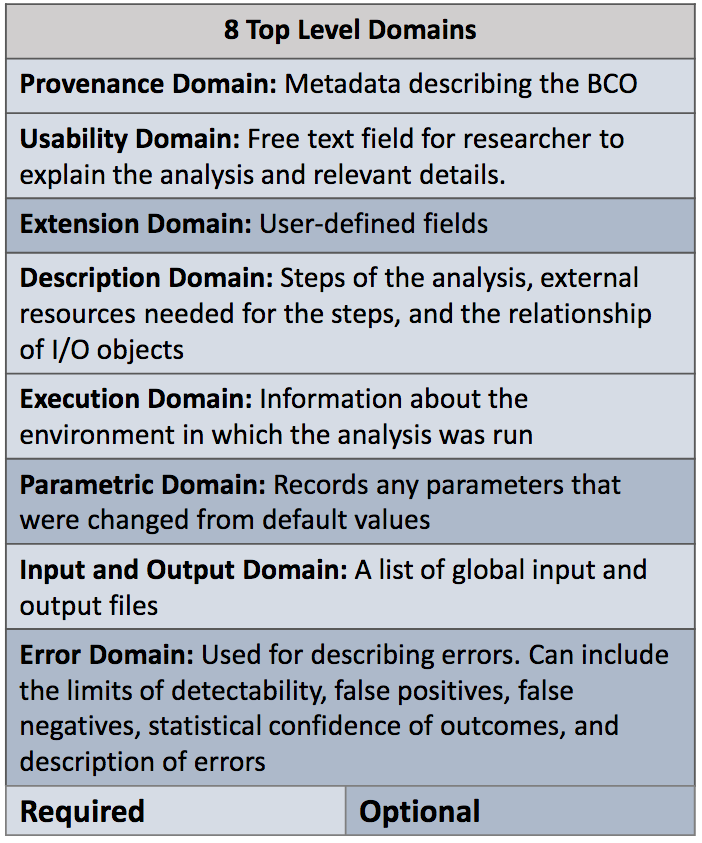 8 Top Level Domains
Provenance Domain: Metadata describing the BCO
Usability Domain: Free text field for researcher to
explain the analysis and relevant details.
Extension Domain: User-defined fields
Description Domain: Steps of the analysis, external
resources needed for the steps, and the relationship
of I/O objects
Execution Domain: Information about the
environment in which the analysis was run
Parametric Domain: Records any parameters that
were changed from default values
Input and Output Domain: A list of global input and
output files
Error Domain: Used for describing errors. Can include
the limits of detectability, false positives, false
negatives, statistical confidence of outcomes, and
description of errors
Required
Optional